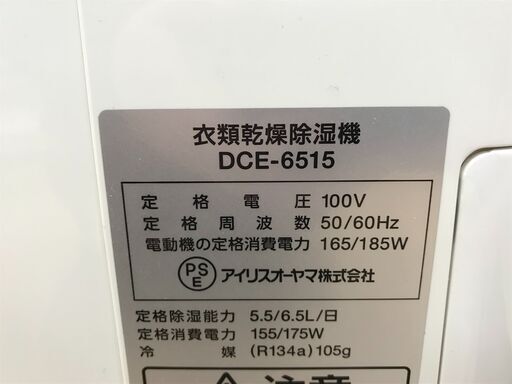 衣類乾燥除湿機
DCE-6515
定格電圧 100V
定格周波数 50/60Hz
電動機の定格消費電力 165/185W
PSE アイリスオーヤマ株式会社
定格除湿能力 5.5/6.5L/日
定格消費電力 155/175W
冷媒 (R134a) 105g
注意